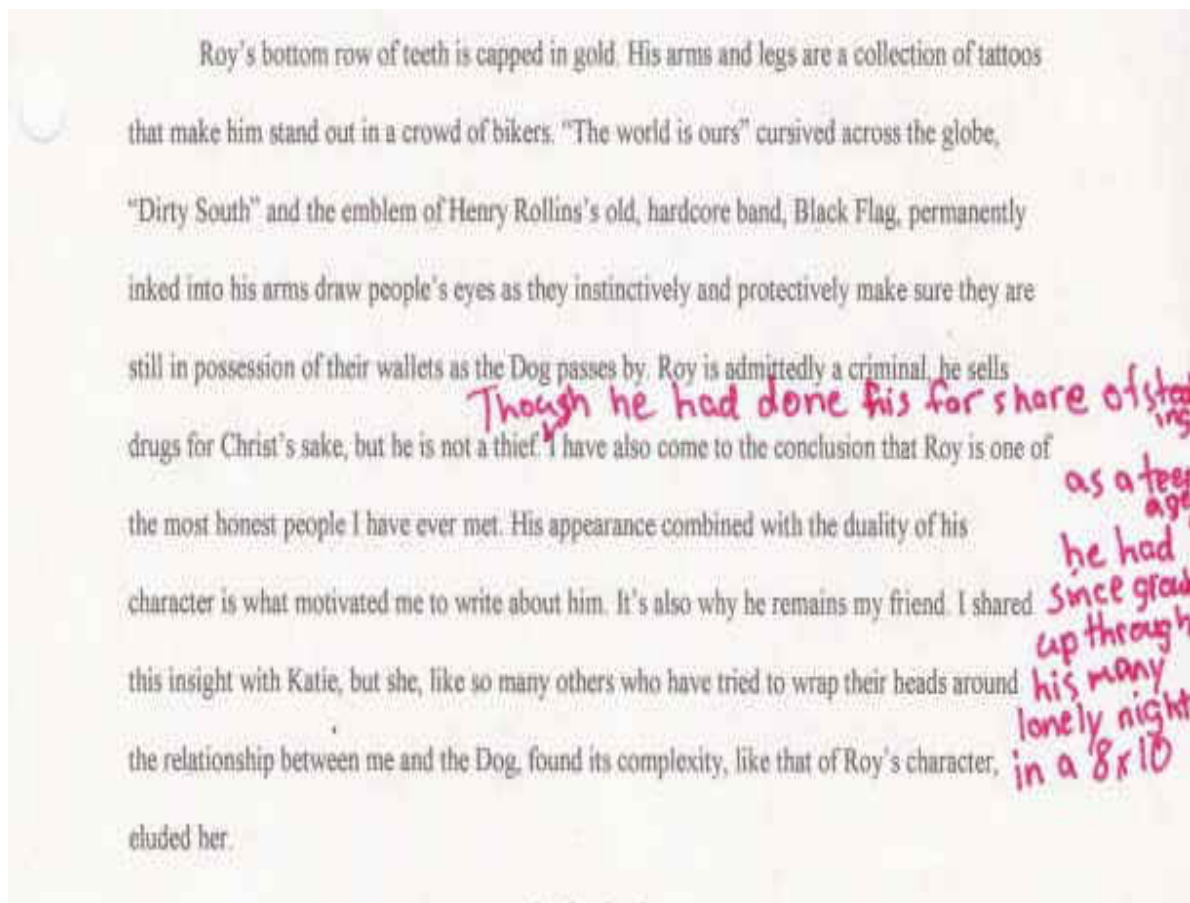 Roy's bottom row of teeth is capped in gold. His arms and legs are a collection of tattoos
that make him stand out in a crowd of bikers. "The world is ours" cursived across the globe,
"Dirty South" and the emblem of Henry Rollins's old, hardcore band, Black Flag, permanently
inked into his arms draw people's eyes as they instinctively and protectively make sure they are
still in possession of their wallets as the Dog passes by. Roy is admittedly a criminal, he sells
Though he had done his far share of
drugs for Christ's sake, but he is not a thief. I have also come to the conclusion that Roy is one of
as a teen
age
the most honest people I have ever met. His appearance combined with the duality of his
he had
character is what motivated me to write about him. It's also why he remains my friend. I shared
since
up through
this insight with Katie, but she, like so many others who have tried to wrap their heads around
his many
lonely night
the relationship between me and the Dog, found its complexity, like that of Roy's character,
in a 8x10
eluded her.